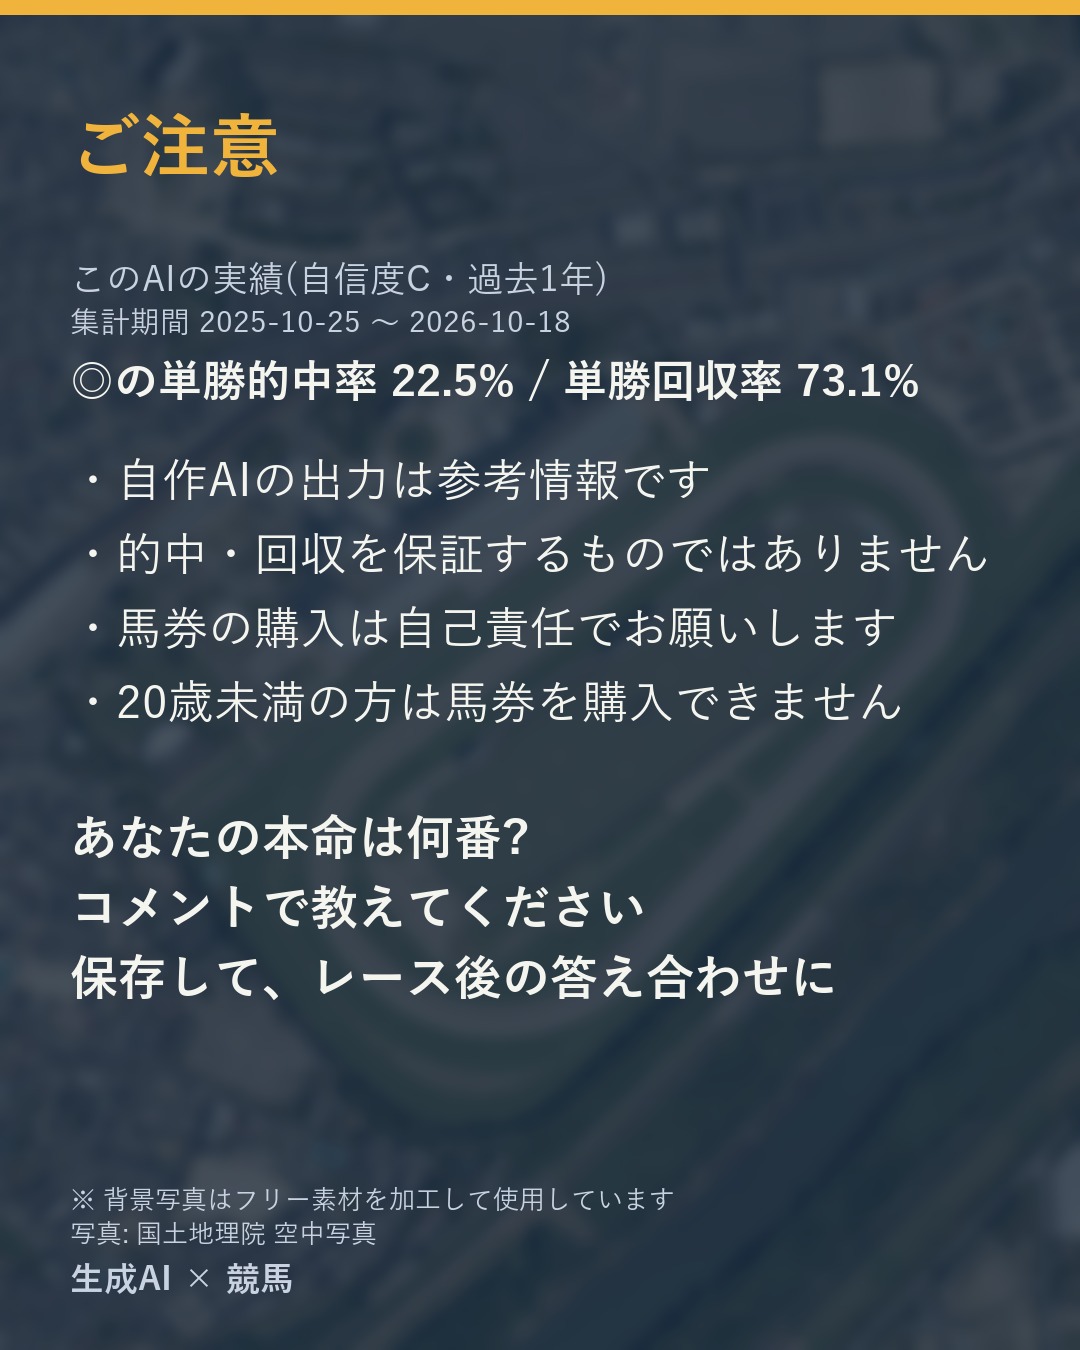 ご注意
このAIの実績(自信度C・過去1年)
集計期間 2025-10-25 〜 2026-10-18
◎の単勝的中率 22.5% / 単勝回収率 73.1%
・自作AIの出力は参考情報です
・的中・回収を保証するものではありません
・馬券の購入は自己責任でお願いします
・20歳未満の方は馬券を購入できません
あなたの本命は何番?
コメントで教えてください
保存して、レース後の答え合わせに
※ 背景写真はフリー素材を加工して使用しています
写真: 国土地理院 空中写真
生成AI × 競馬